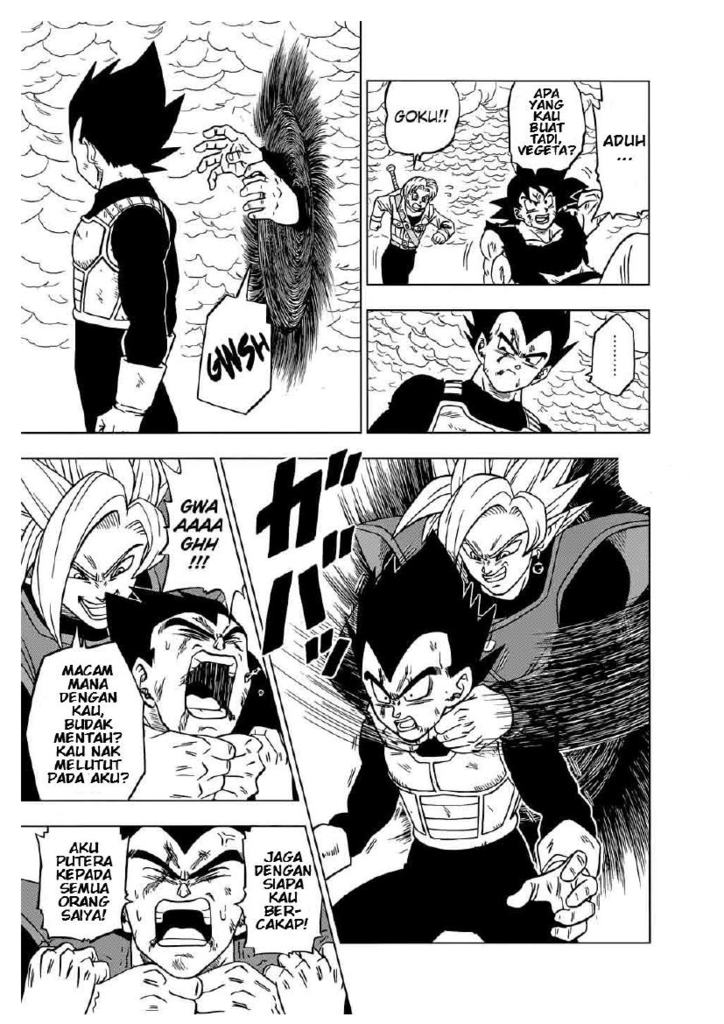 GWSH
ADUH
...
APA
YANG
KAU
BUAT
TADI,
VEGETA?
GOKU!!
........
ガバッ
GWA
AAAA
GHH
!!!
MACAM
MANA
DENGAN
KAU,
BUDAK
MENTAH?
KAU NAK
MELUTUT
PADA AKU?
JAGA
DENGAN
SIAPA
KAU
BER-
CAKAP!
AKU
PUTERA
KEPADA
SEMUA
ORANG
SAIYA!